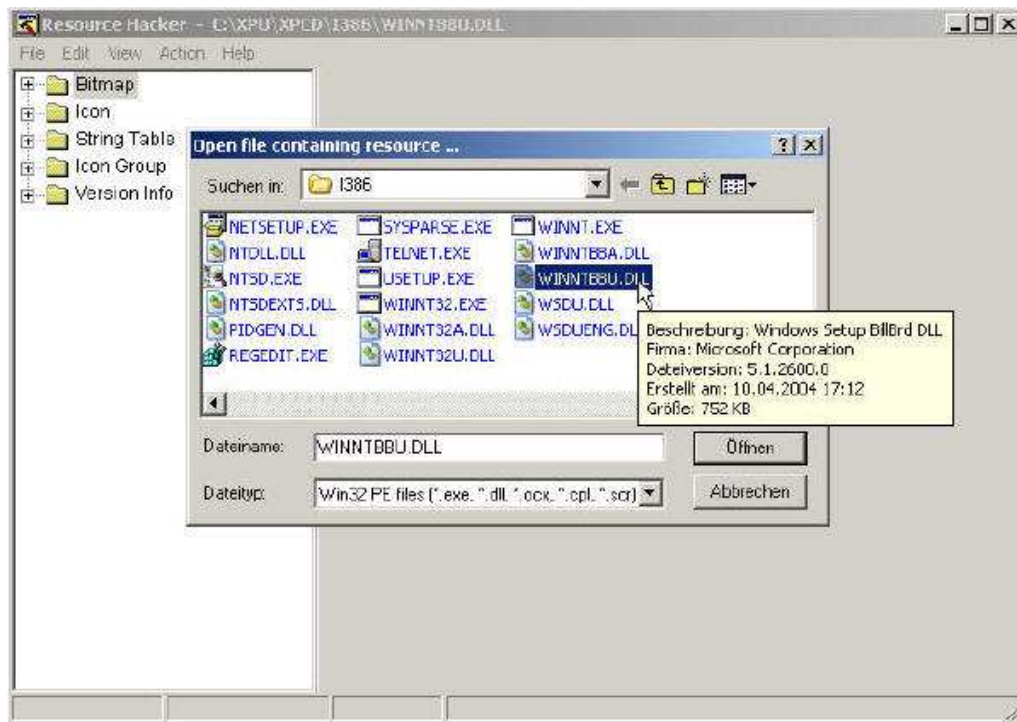 Resource Hacker - C:\XPU\XPCD\I386\WINNTBBU.DLL
File Edit View Action Help
Bitmap
Icon
String Table
Icon Group
Version Info
Open file containing resource ...
Suchen in: I386
NETSETUP.EXE SYSPARSE.EXE WINNT.EXE
NTDLL.DLL TELNET.EXE WINNTBBA.DLL
NTSD.EXE USETUP.EXE WINNTBBU.DLL
NTSDEXTS.DLL WINNT32.EXE WSDU.DLL
PIDGEN.DLL WINNT32A.DLL WSDUENG.DL
REGEDIT.EXE WINNT32U.DLL
Beschreibung: Windows Setup BillBrd DLL
Firma: Microsoft Corporation
Dateiversion: 5.1.2600.0
Erstellt am: 10.04.2004 17:12
Größe: 752 KB
Dateiname: WINNTBBU.DLL Öffnen
Dateityp: Win32 PE files (*.exe, *.dll, *.ocx, *.cpl, *.scr) Abbrechen